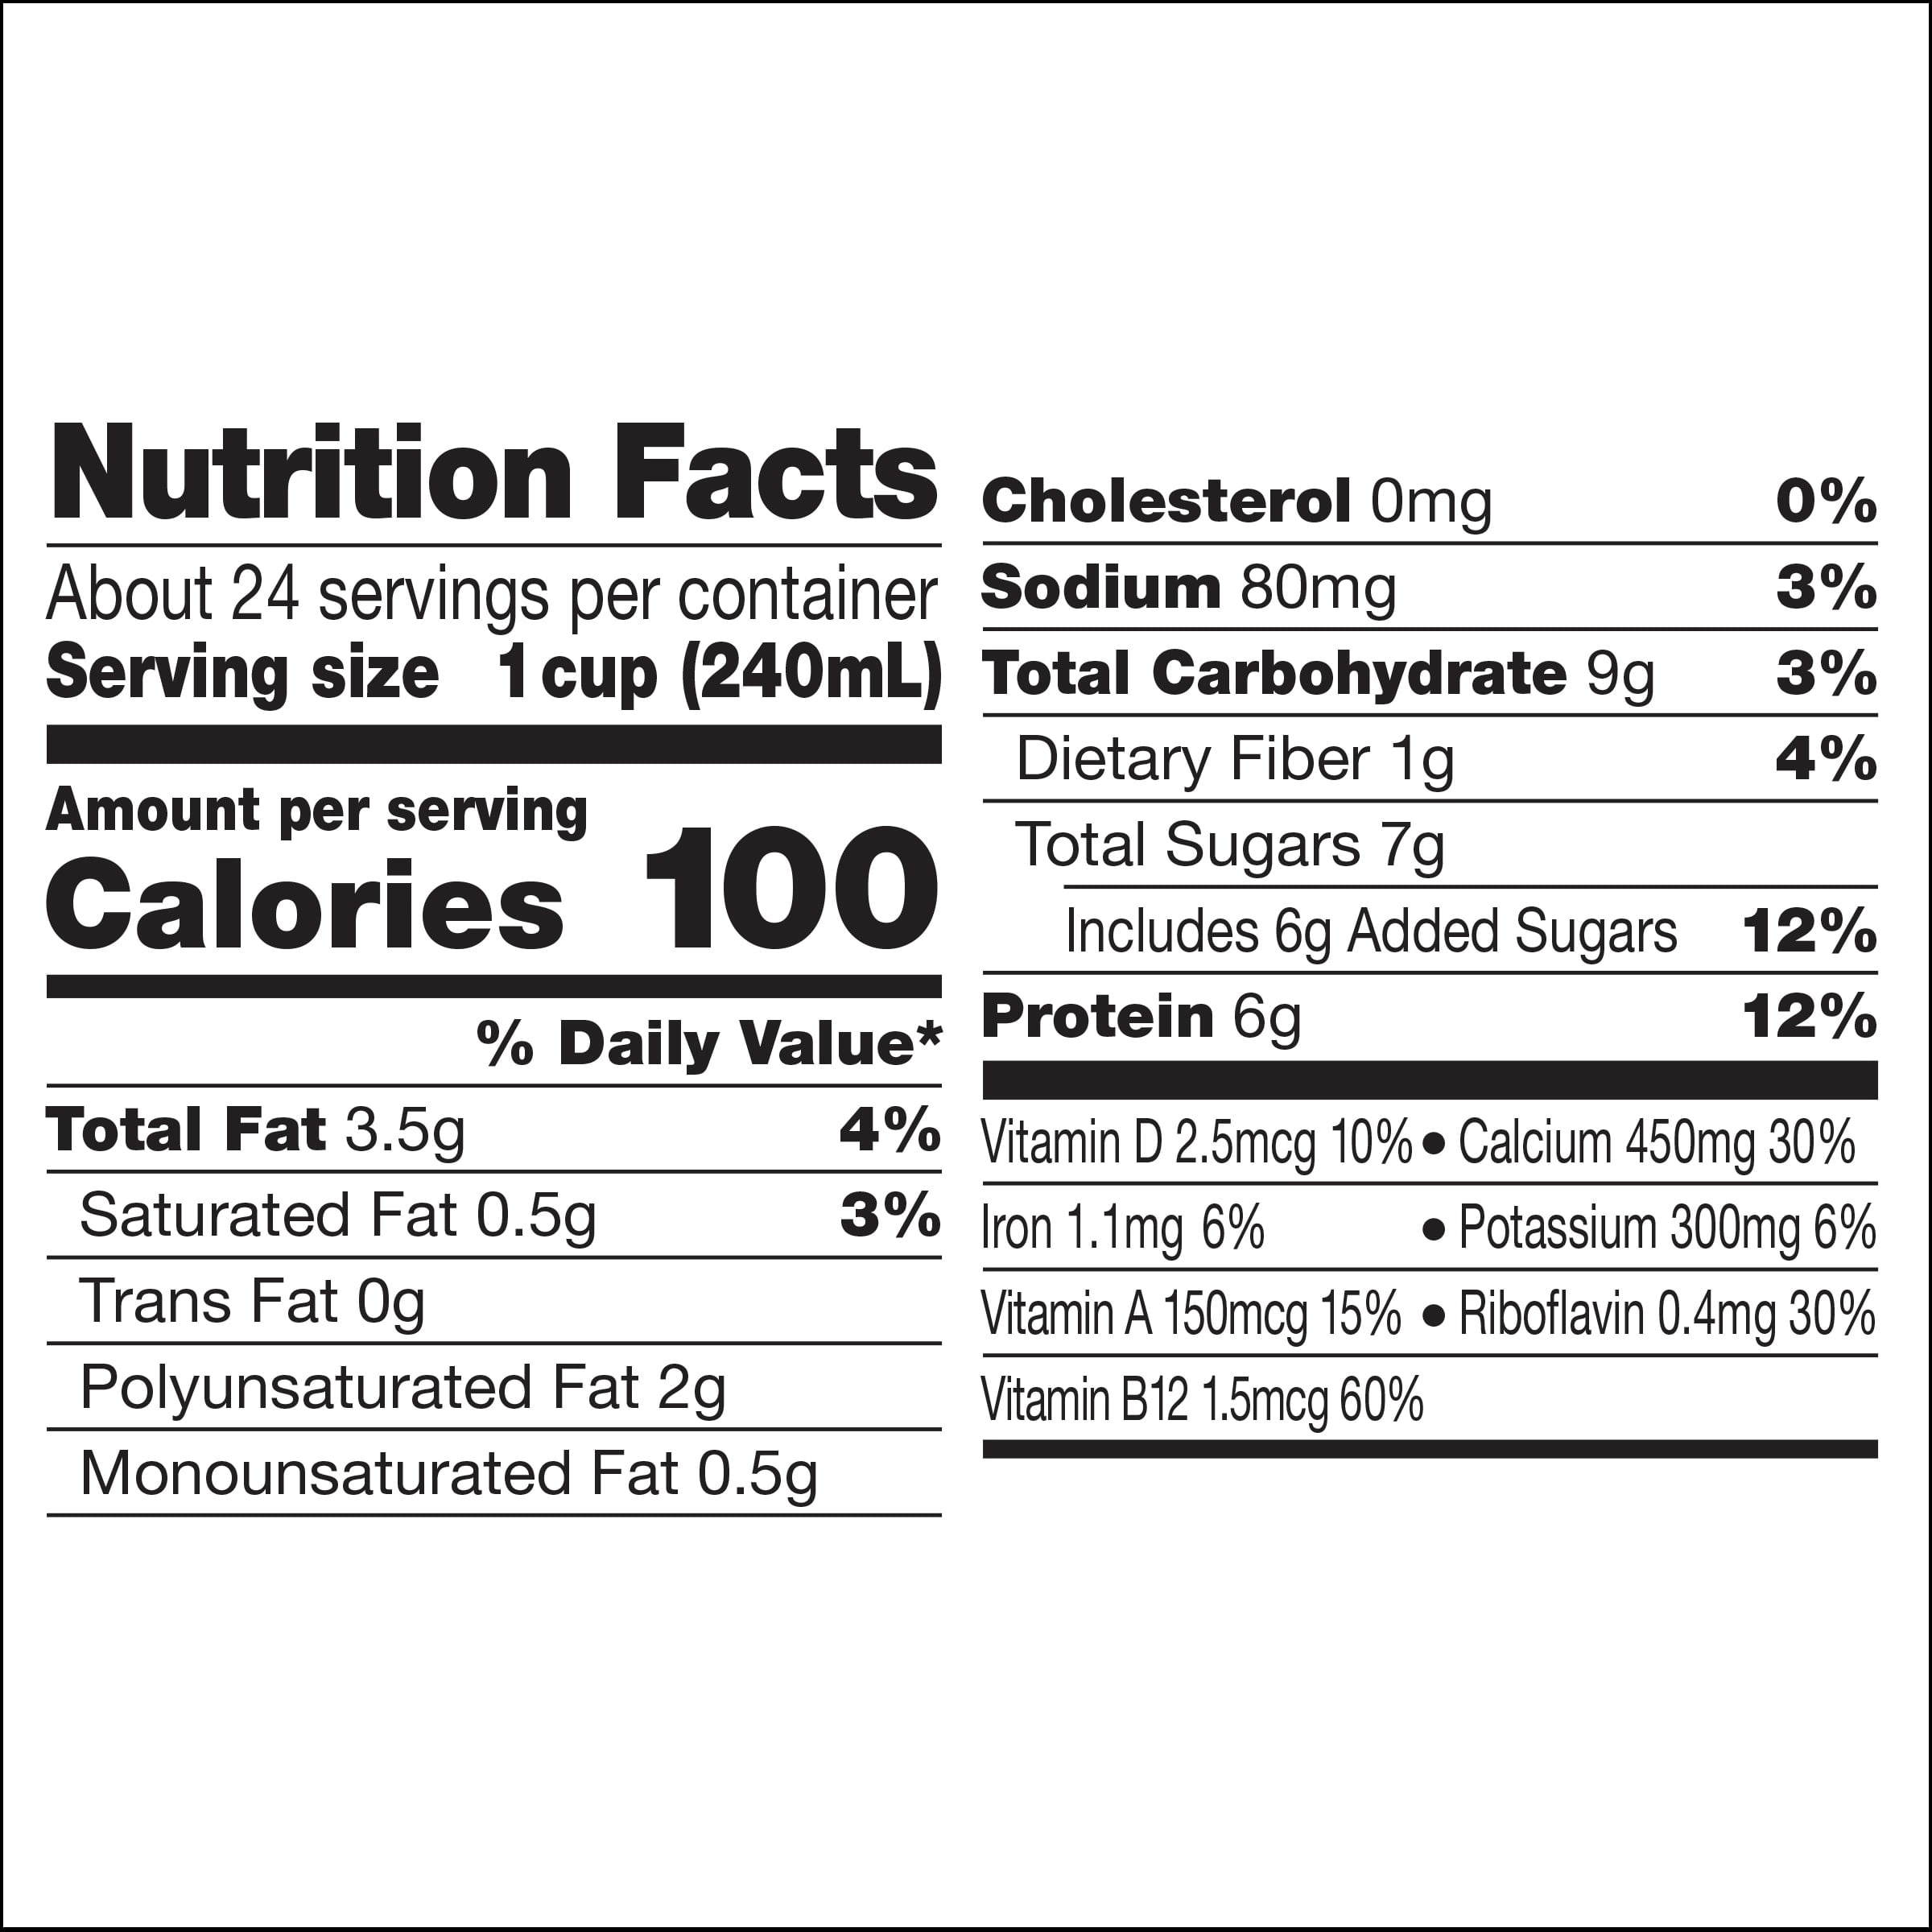 Nutrition Facts
About 24 servings per container
Serving size 1 cup (240mL)
Amount per serving
Calories 100
% Daily Value*
Total Fat 3.5g 4%
Saturated Fat 0.5g 3%
Trans Fat 0g
Polyunsaturated Fat 2g
Monounsaturated Fat 0.5g
Cholesterol 0mg 0%
Sodium 80mg 3%
Total Carbohydrate 9g 3%
Dietary Fiber 1g 4%
Total Sugars 7g
Includes 6g Added Sugars 12%
Protein 6g 12%
Vitamin D 2.5mcg 10% ● Calcium 450mg 30%
Iron 1.1mg 6% ● Potassium 300mg 6%
Vitamin A 150mcg 15% ● Riboflavin 0.4mg 30%
Vitamin B12 1.5mcg 60%